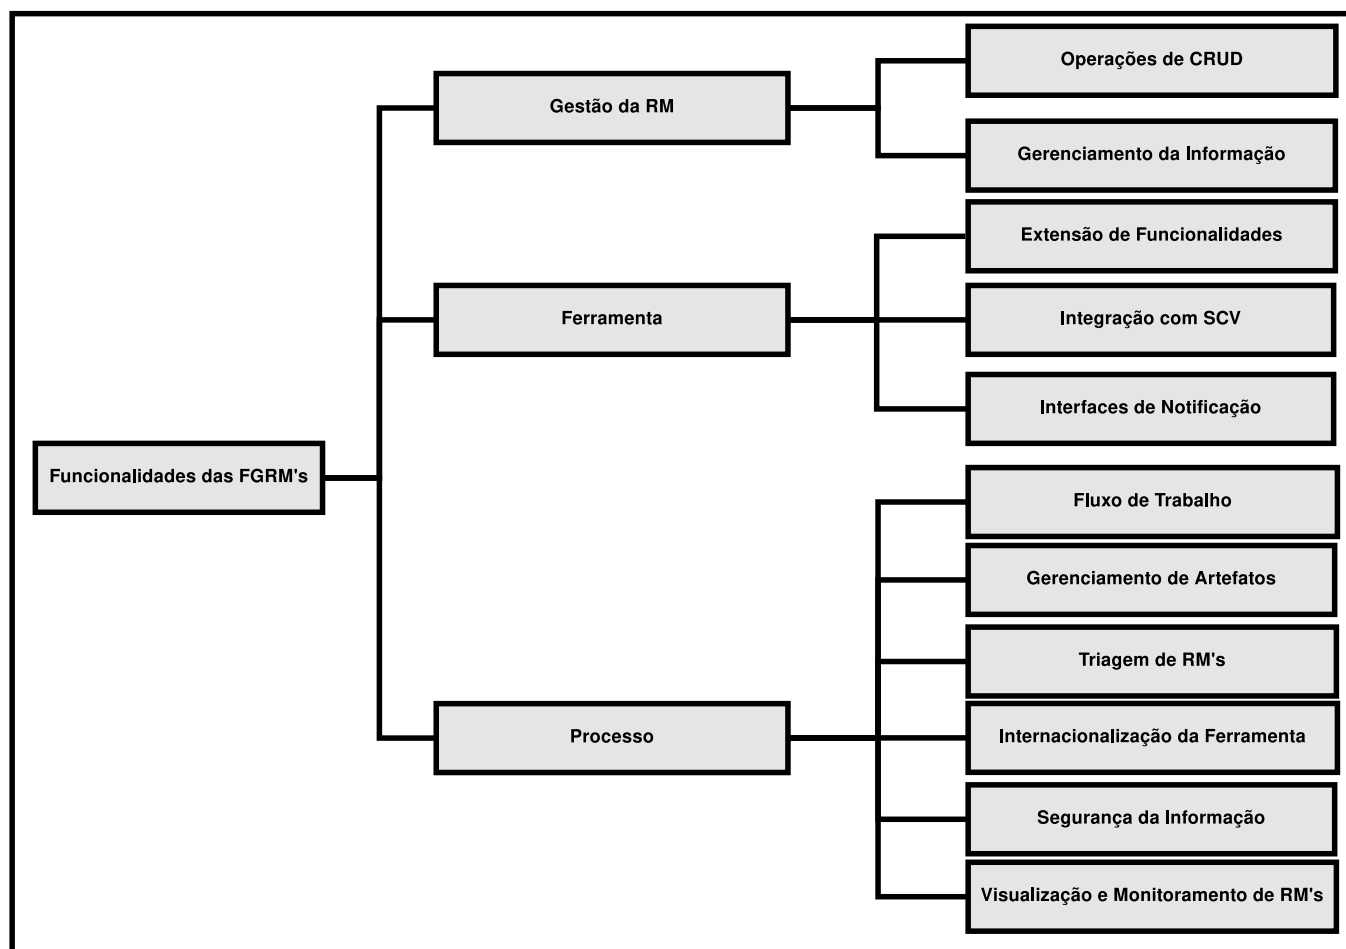 Funcionalidades das FGRM's
Gestão da RM
Operações de CRUD
Gerenciamento da Informação
Ferramenta
Extensão de Funcionalidades
Integração com SCV
Interfaces de Notificação
Processo
Fluxo de Trabalho
Gerenciamento de Artefatos
Triagem de RM's
Internacionalização da Ferramenta
Segurança da Informação
Visualização e Monitoramento de RM's